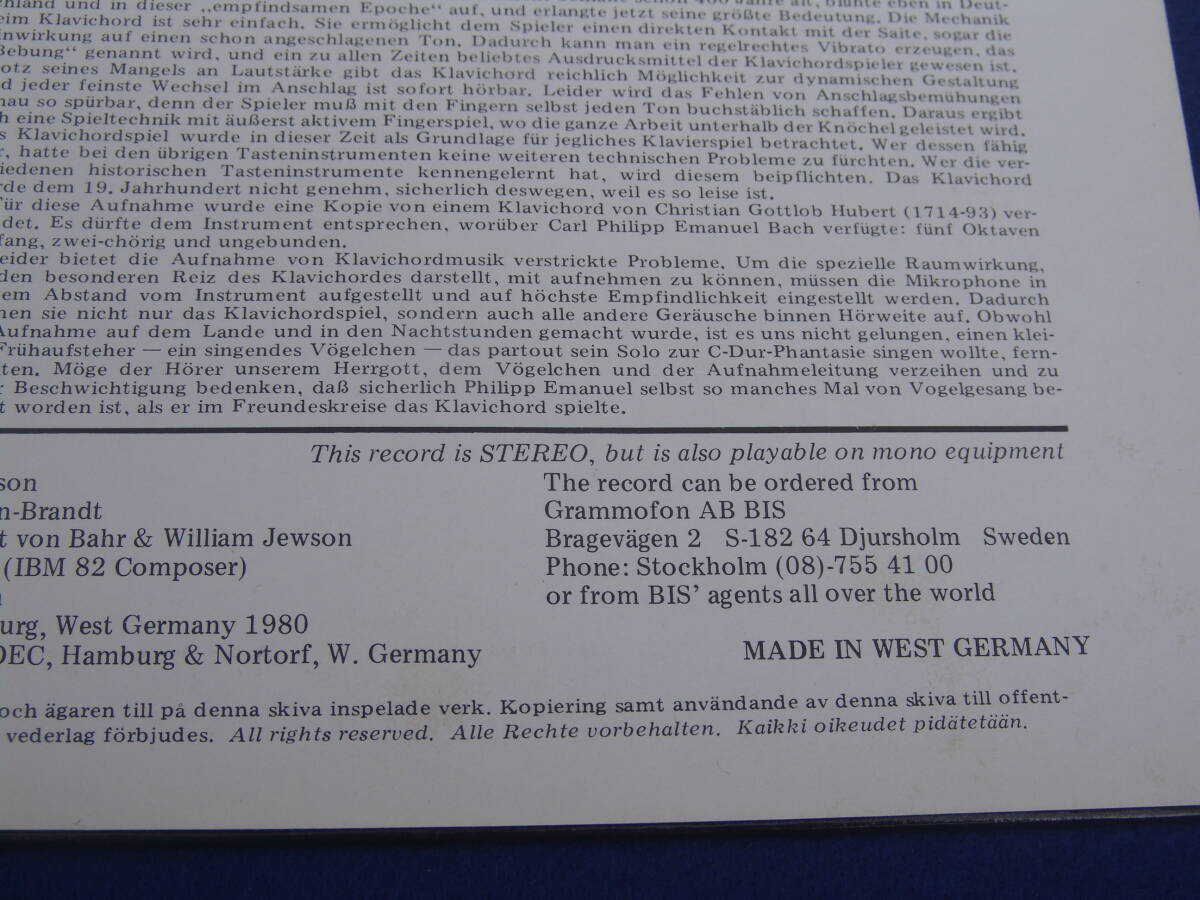 und in dieser „empfindsamen Epoche“ auf, und erlangte jetzt seine größte Bedeutung. Die Mechanik
eim Klavichord ist sehr einfach. Sie ermöglicht dem Spieler einen direkten Kontakt mit der Saite, sogar die
inwirkung auf einen schon angeschlagenen Ton. Dadurch kann man ein regelrechtes Vibrato erzeugen, das
Bebung“ genannt wird, und ein zu allen Zeiten beliebtes Ausdrucksmittel der Klavichordspieler gewesen ist.
otz seines Mangels an Lautstärke gibt das Klavichord reichlich Möglichkeit zur dynamischen Gestaltung
d jeder feinste Wechsel im Anschlag ist sofort hörbar. Leider wird das Fehlen von Anschlagsbemühungen
nau so spürbar, denn der Spieler muß mit den Fingern selbst jeden Ton buchstäblich schaffen. Daraus ergibt
h eine Spieltechnik mit äußerst aktivem Fingerspiel, wo die ganze Arbeit unterhalb der Knöchel geleistet wird.
s Klavichordspiel wurde in dieser Zeit als Grundlage für jegliches Klavierspiel betrachtet. Wer dessen fähig
r, hatte bei den übrigen Tasteninstrumenten keine weiteren technischen Probleme zu fürchten. Wer die ver-
iedenen historischen Tasteninstrumente kennengelernt hat, wird diesem beipflichten. Das Klavichord
rde dem 19. Jahrhundert nicht genehm, sicherlich deswegen, weil es so leise ist.
Für diese Aufnahme wurde eine Kopie von einem Klavichord von Christian Gottlob Hubert (1714-93) ver-
ndet. Es dürfte dem Instrument entsprechen, worüber Carl Philipp Emanuel Bach verfügte: fünf Oktaven
fang, zwei-chörig und ungebunden.
eider bietet die Aufnahme von Klavichordmusik verstrickte Probleme. Um die spezielle Raumwirkung,
den besonderen Reiz des Klavichordes darstellt, mit aufnehmen zu können, müssen die Mikrophone in
em Abstand vom Instrument aufgestellt und auf höchste Empfindlichkeit eingestellt werden. Dadurch
men sie nicht nur das Klavichordspiel, sondern auch alle andere Geräusche binnen Hörweite auf. Obwohl
Aufnahme auf dem Lande und in den Nachtstunden gemacht wurde, ist es uns nicht gelungen, einen klei-
Frühaufsteher — ein singendes Vögelchen — das partout sein Solo zur C-Dur-Phantasie singen wollte, fern-
ten. Möge der Hörer unserem Herrgott, dem Vögelchen und der Aufnahmeleitung verzeihen und zu
r Beschwichtigung bedenken, daß sicherlich Philipp Emanuel selbst so manches Mal von Vogelgesang be-
t worden ist, als er im Freundeskreise das Klavichord spielte.
This record is STEREO, but is also playable on mono equipment
son
n-Brandt
t von Bahr & William Jewson
(IBM 82 Composer)
urg, West Germany 1980
DEC, Hamburg & Nortorf, W. Germany
The record can be ordered from
Grammofon AB BIS
Bragevägen 2 S-182 64 Djursholm Sweden
Phone: Stockholm (08)-755 41 00
or from BIS’ agents all over the world
MADE IN WEST GERMANY
och ägaren till på denna skiva inspelade verk. Kopiering samt användande av denna skiva till offent-
vederlag förbjudes. All rights reserved. Alle Rechte vorbehalten. Kaikki oikeudet pidätetään.